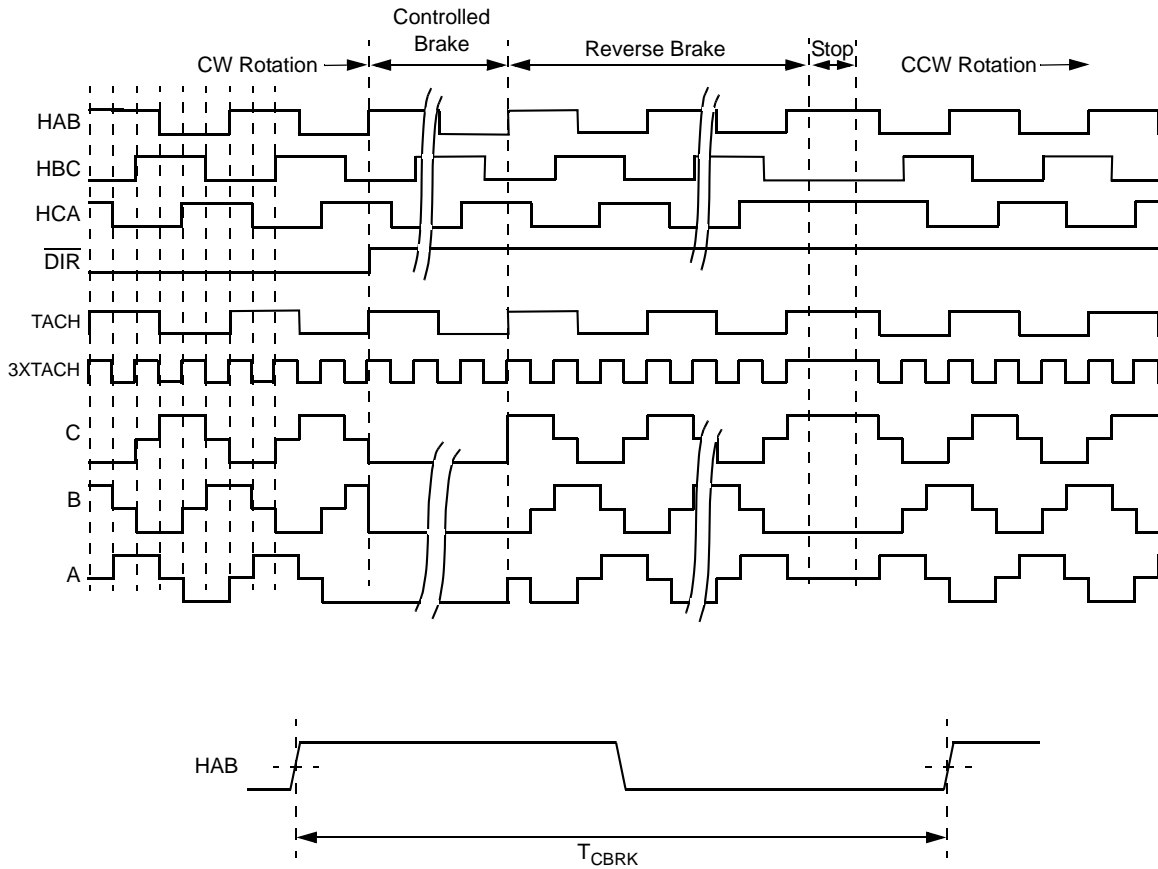 Controlled
Brake
CW Rotation
Reverse Brake
Stop
CCW Rotation
HAB
HBC
HCA
DIR
TACH
3XTACH
C
B
A
HAB
TCBRK